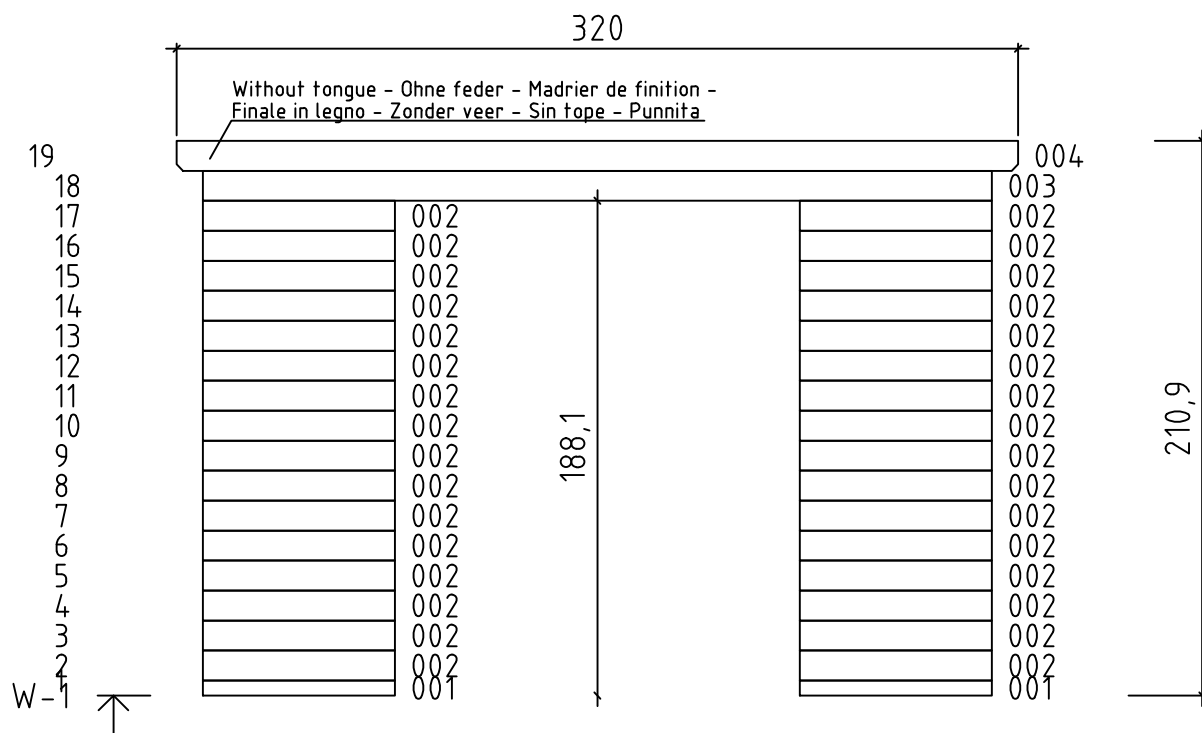 320
Without tongue - Ohne feder - Madrier de finition -
Finale in legno - Zonder veer - Sin tope - Punnita
19 004
18 003
17 002 002
16 002 002
15 002 002
14 002 002
13 002 002
12 002 002
11 002 002
10 002 002
9 002 002
8 002 002
7 002 002
6 002 002
5 002 002
4 002 002
3 002 002
2 002 002
1 001 001
W-1
188,1
210,9